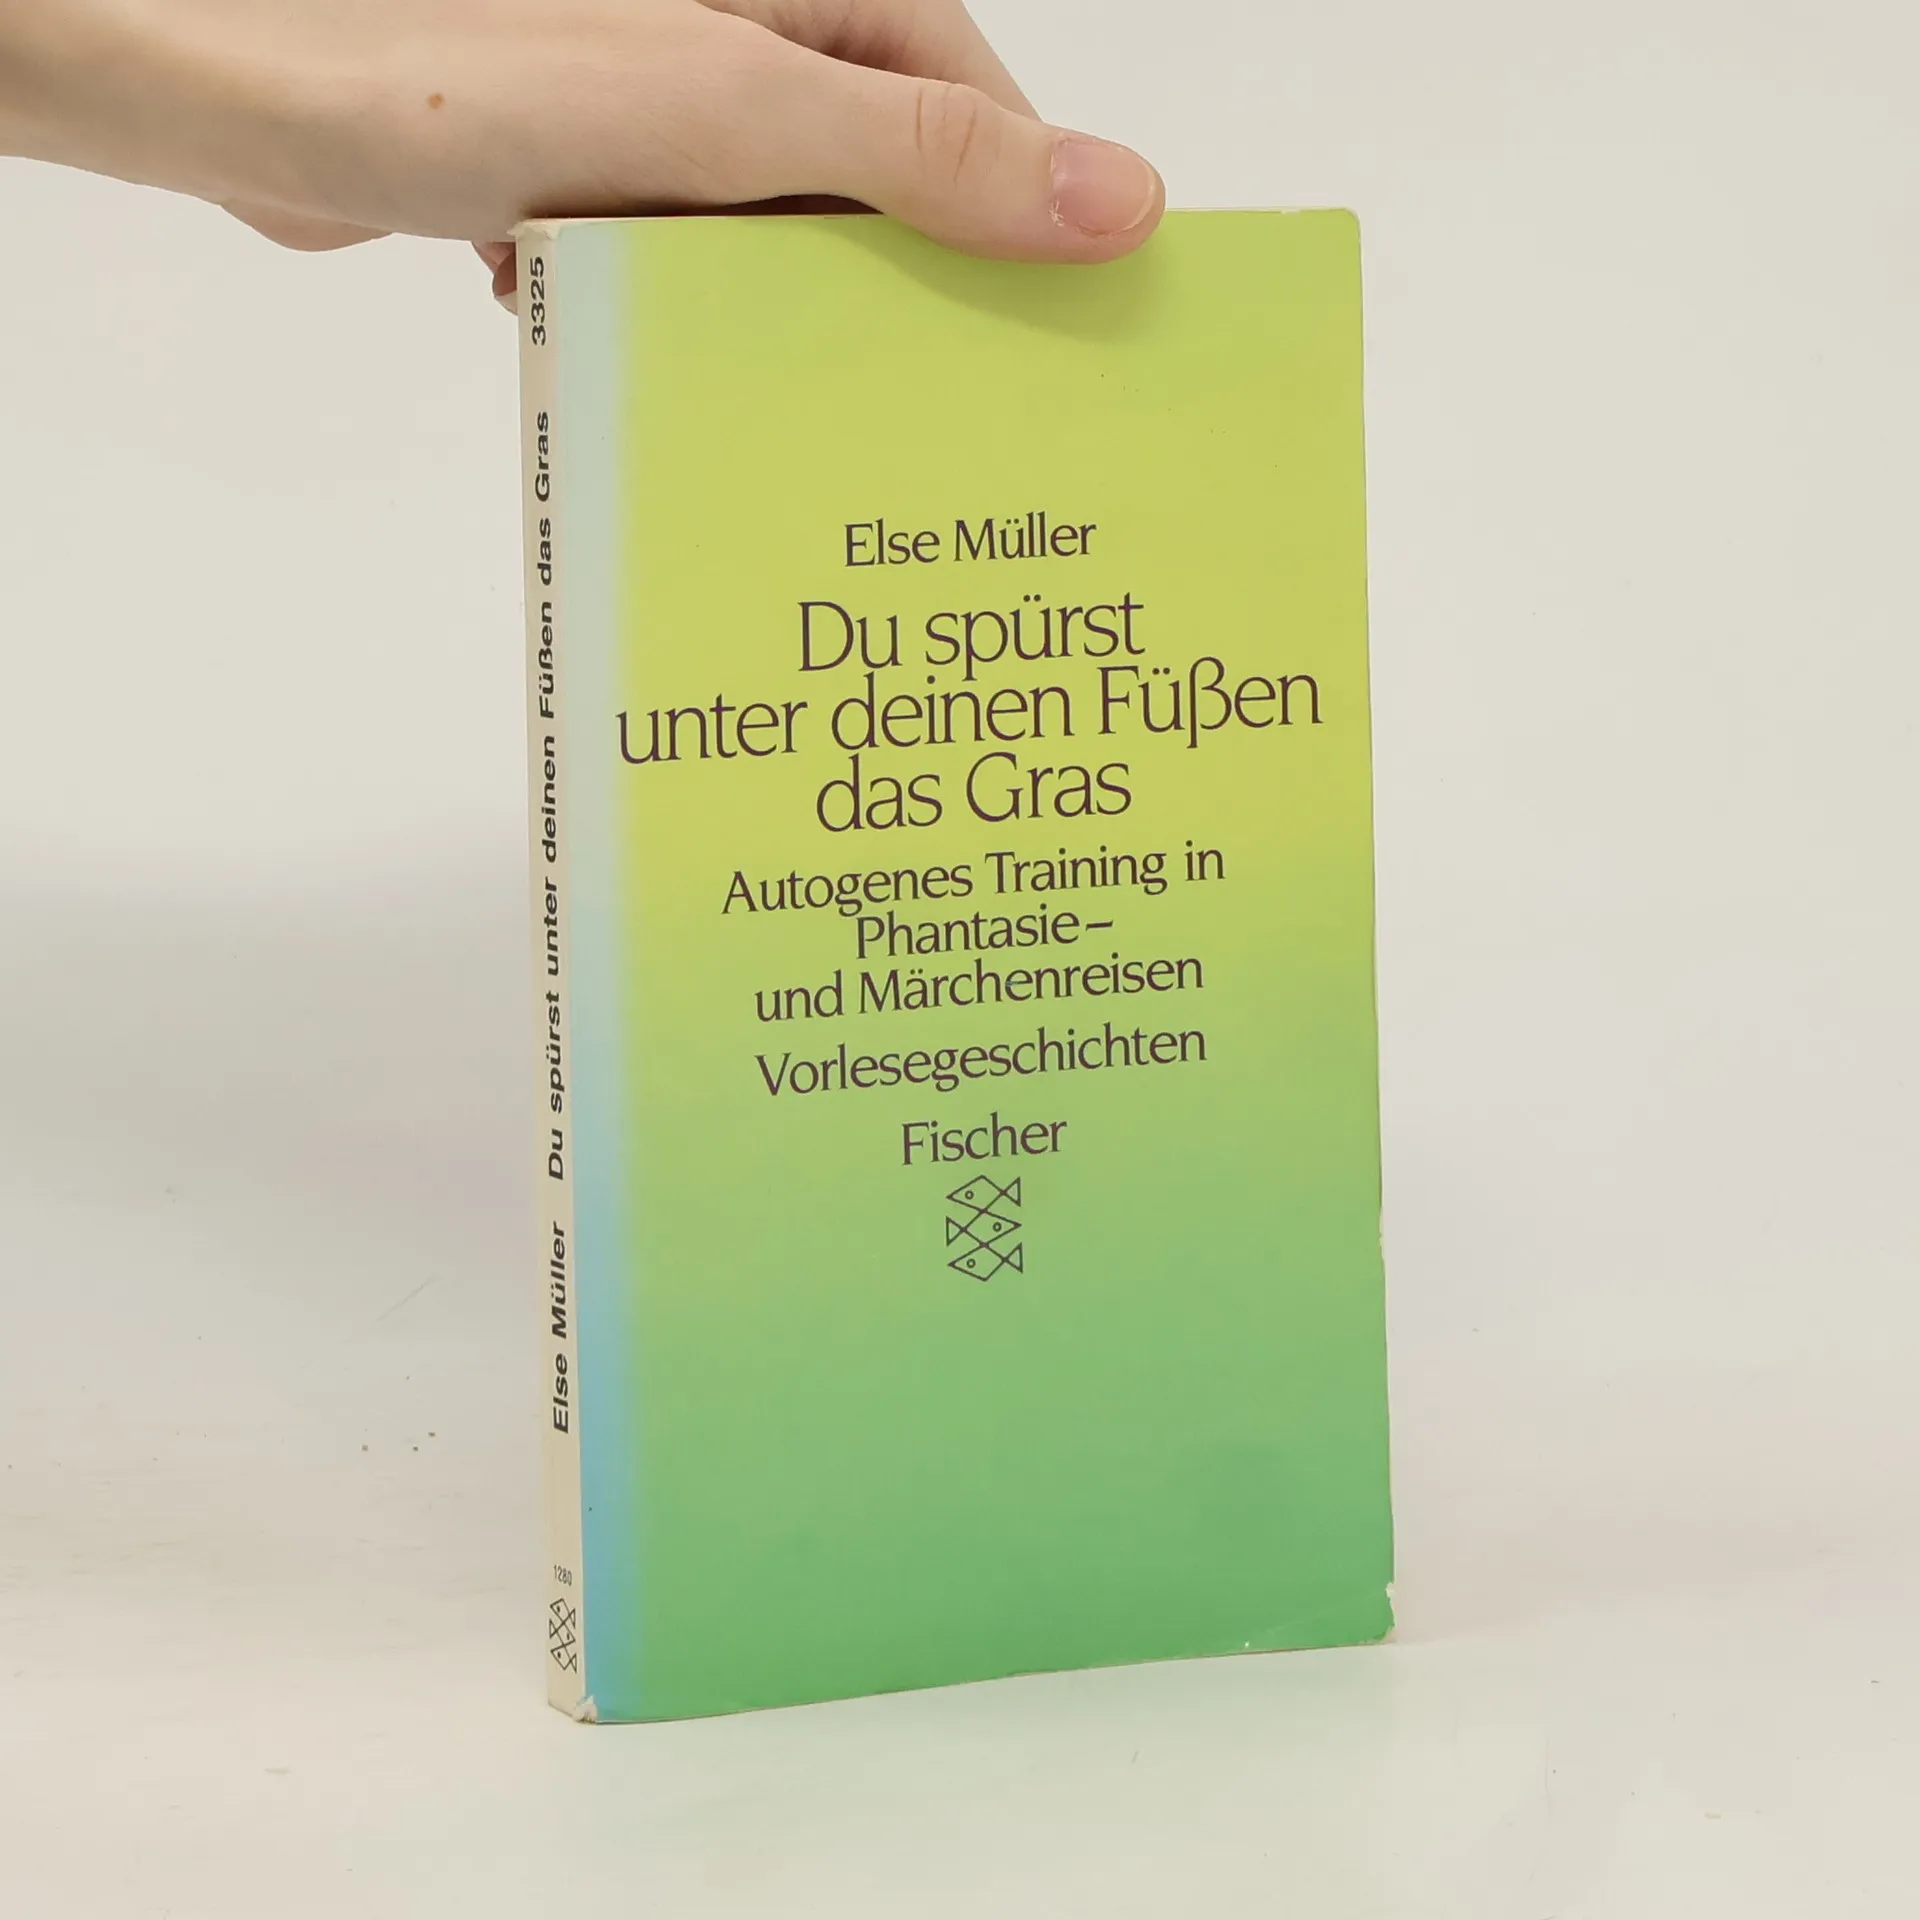 Else Müller
Du spürst
unter deinen Füßen
das Gras
Autogenes Training in
Phantasie–
und Märchenreisen
Vorlesegeschichten
Fischer
Else Müller Du spürst unter deinen Füßen das Gras 3325
1280